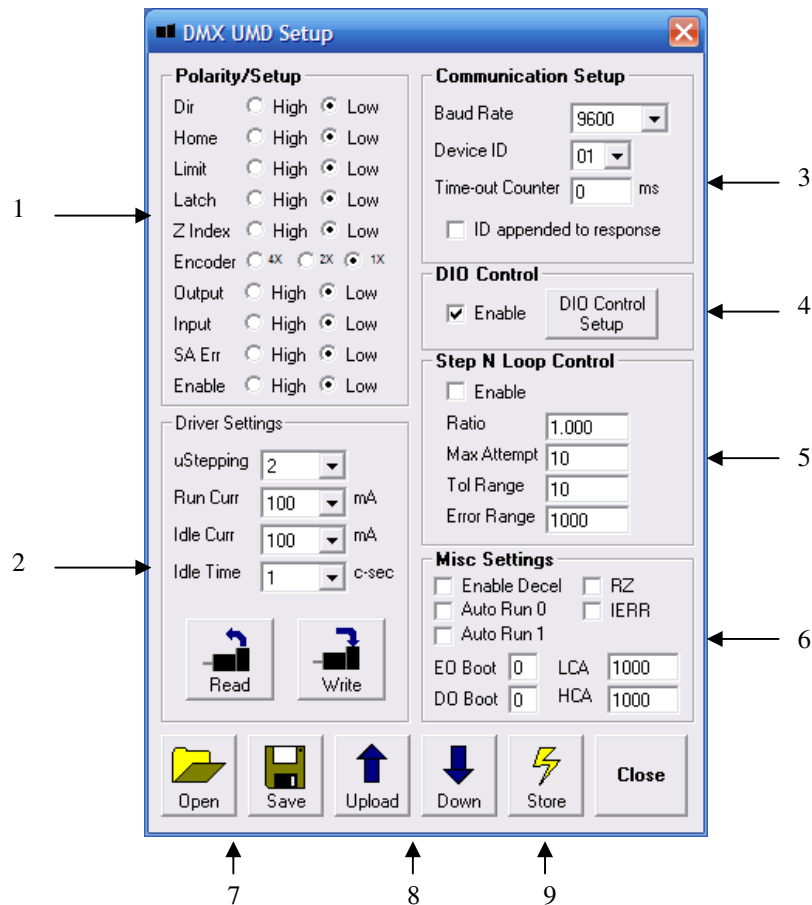 DMX UMD Setup
Polarity/Setup
Dir High Low
Home High Low
Limit High Low
Latch High Low
Z Index High Low
Encoder 4X 2X 1X
Output High Low
Input High Low
SA Err High Low
Enable High Low
Driver Settings
uStepping 2
Run Curr 100 mA
Idle Curr 100 mA
Idle Time 1 c-sec
Read Write
Communication Setup
Baud Rate 9600
Device ID 01
Time-out Counter 0 ms
ID appended to response
DIO Control
Enable DIO Control
Setup
Step N Loop Control
Enable
Ratio 1.000
Max Attempt 10
Tol Range 10
Error Range 1000
Misc Settings
Enable Decel RZ
Auto Run 0 IERR
Auto Run 1
EO Boot 0 LCA 1000
DO Boot 0 HCA 1000
Open Save Upload Down Store Close
1
2
3
4
5
6
7 8 9